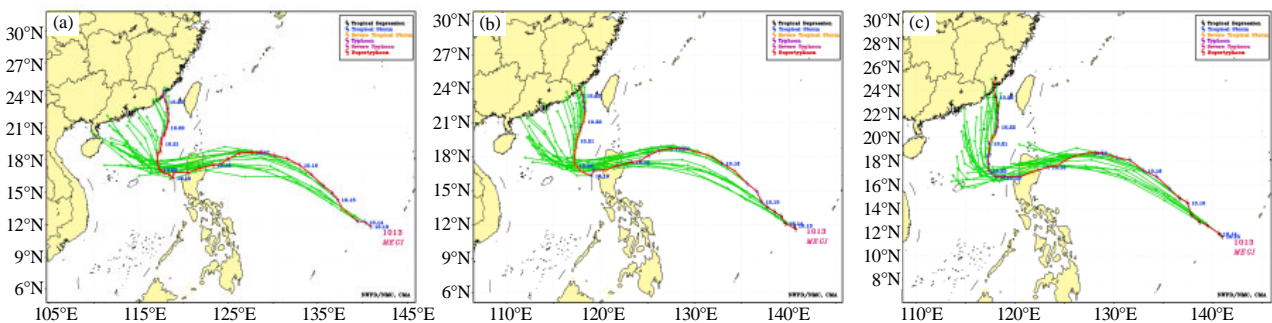 (a)
Tropical Depression
Tropical Storm
Severe Tropical Storm
Typhoon
Severe Typhoon
Supertyphoon
30°N
27°N
24°N
21°N
18°N
15°N
12°N
9°N
6°N
1013
MEGI
NWFD/NMC, CMA
105°E 115°E 125°E 135°E 145°E
(b)
Tropical Depression
Tropical Storm
Severe Tropical Storm
Typhoon
Severe Typhoon
Supertyphoon
30°N
27°N
24°N
21°N
18°N
15°N
12°N
9°N
6°N
1013
MEGI
NWFD/NMC, CMA
110°E 120°E 130°E 140°E
(c)
Tropical Depression
Tropical Storm
Severe Tropical Storm
Typhoon
Severe Typhoon
Supertyphoon
30°N
28°N
26°N
24°N
22°N
20°N
18°N
16°N
14°N
12°N
10°N
8°N
1013
MEGI
NWFD/NMC, CMA
110°E 120°E 130°E 140°E